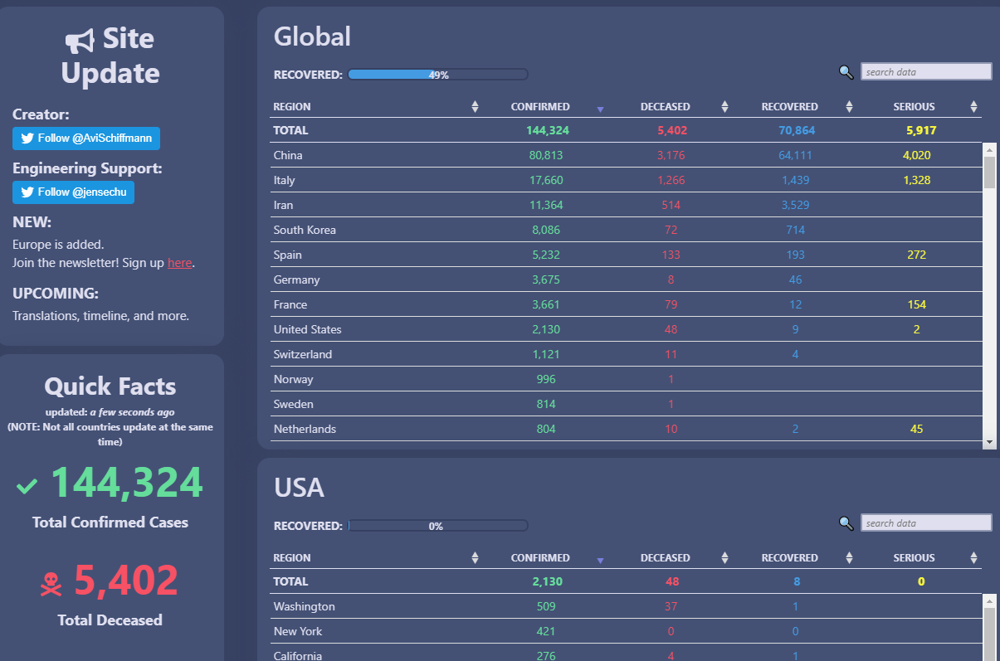 Site
Update
Creator:
Follow @AviSchiffmann
Engineering Support:
Follow @jensechu
NEW:
Europe is added.
Join the newsletter! Sign up here.
UPCOMING:
Translations, timeline, and more.
Quick Facts
updated: a few seconds ago
(NOTE: Not all countries update at the same
time)
144,324
Total Confirmed Cases
5,402
Total Deceased
Global
RECOVERED: 49% search data
REGION CONFIRMED DECEASED RECOVERED SERIOUS
TOTAL 144,324 5,402 70,864 5,917
China 80,813 3,176 64,111 4,020
Italy 17,660 1,266 1,439 1,328
Iran 11,364 514 3,529
South Korea 8,086 72 714
Spain 5,232 133 193 272
Germany 3,675 8 46
France 3,661 79 12 154
United States 2,130 48 9 2
Switzerland 1,121 11 4
Norway 996 1
Sweden 814 1
Netherlands 804 10 2 45
USA
RECOVERED: 0% search data
REGION CONFIRMED DECEASED RECOVERED SERIOUS
TOTAL 2,130 48 8 0
Washington 509 37 1
New York 421 0 0
California 276 4 1